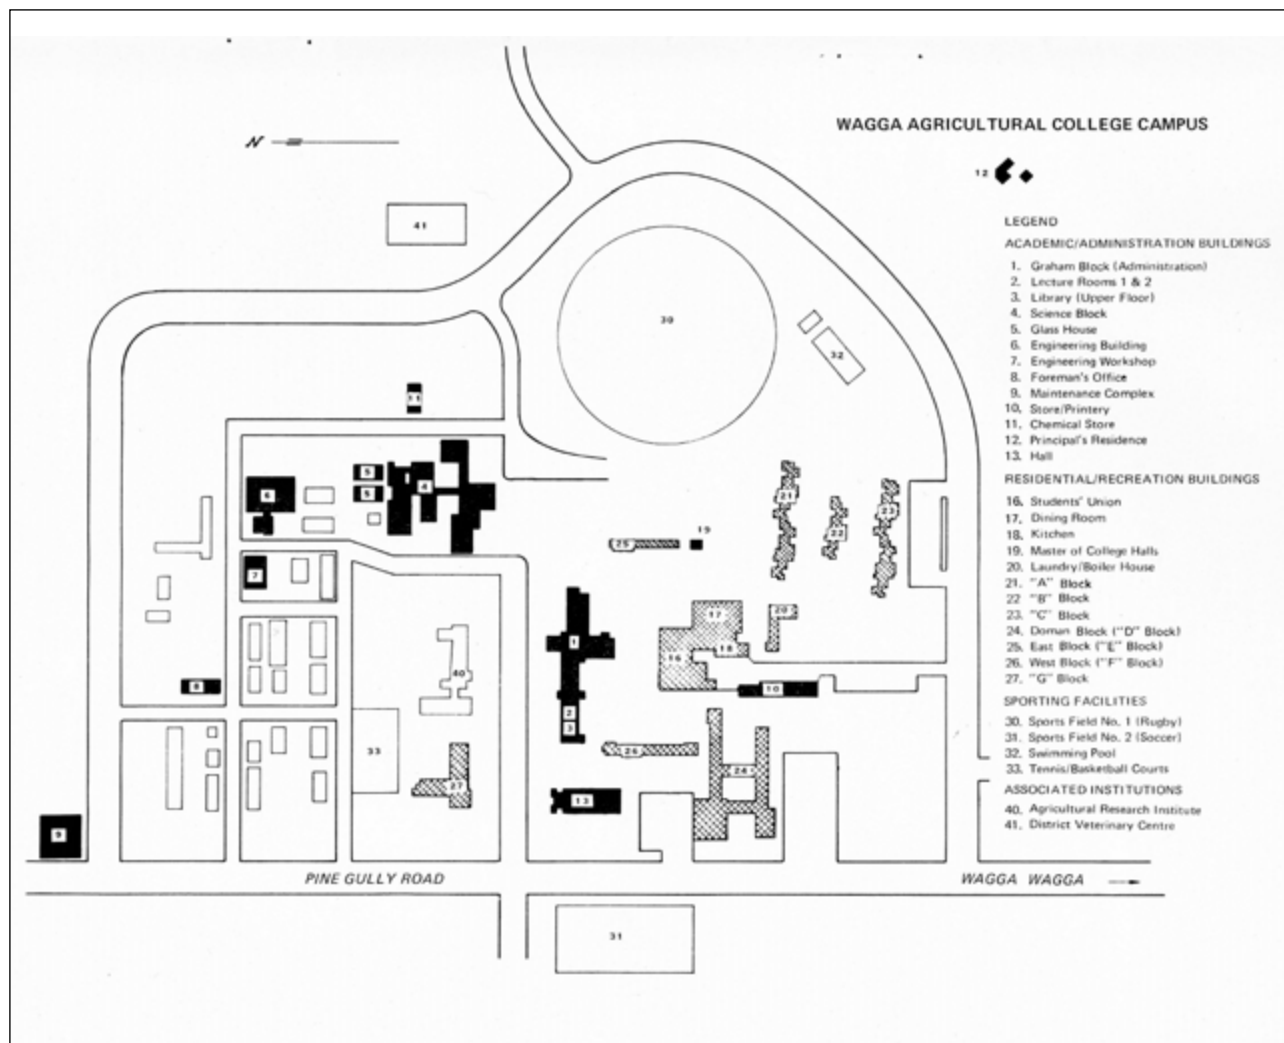 WAGGA AGRICULTURAL COLLEGE CAMPUS
N
12
41
LEGEND
ACADEMIC/ADMINISTRATION BUILDINGS
1. Graham Block (Administration)
2. Lecture Rooms 1 & 2
3. Library (Upper Floor)
4. Science Block
5. Glass House
6. Engineering Building
7. Engineering Workshop
8. Foreman's Office
9. Maintenance Complex
10. Store/Printery
11. Chemical Store
12. Principal's Residence
13. Hall
RESIDENTIAL/RECREATION BUILDINGS
16. Students' Union
17. Dining Room
18. Kitchen
19. Master of College Halls
20. Laundry/Boiler House
21. "A" Block
22 "B" Block
23. "C" Block
24. Doman Block ("D" Block)
25. East Block ("E" Block)
26. West Block ("F" Block)
27. "G" Block
SPORTING FACILITIES
30. Sports Field No. 1 (Rugby)
31. Sports Field No. 2 (Soccer)
32. Swimming Pool
33. Tennis/Basketball Courts
ASSOCIATED INSTITUTIONS
40. Agricultural Research Institute
41. District Veterinary Centre
30
32
11
5
4
6
5
21
23
22
19
25
7
20
17
1
18
16
40
8
10
2
3
33
26
24
27
13
9
PINE GULLY ROAD
WAGGA WAGGA
31